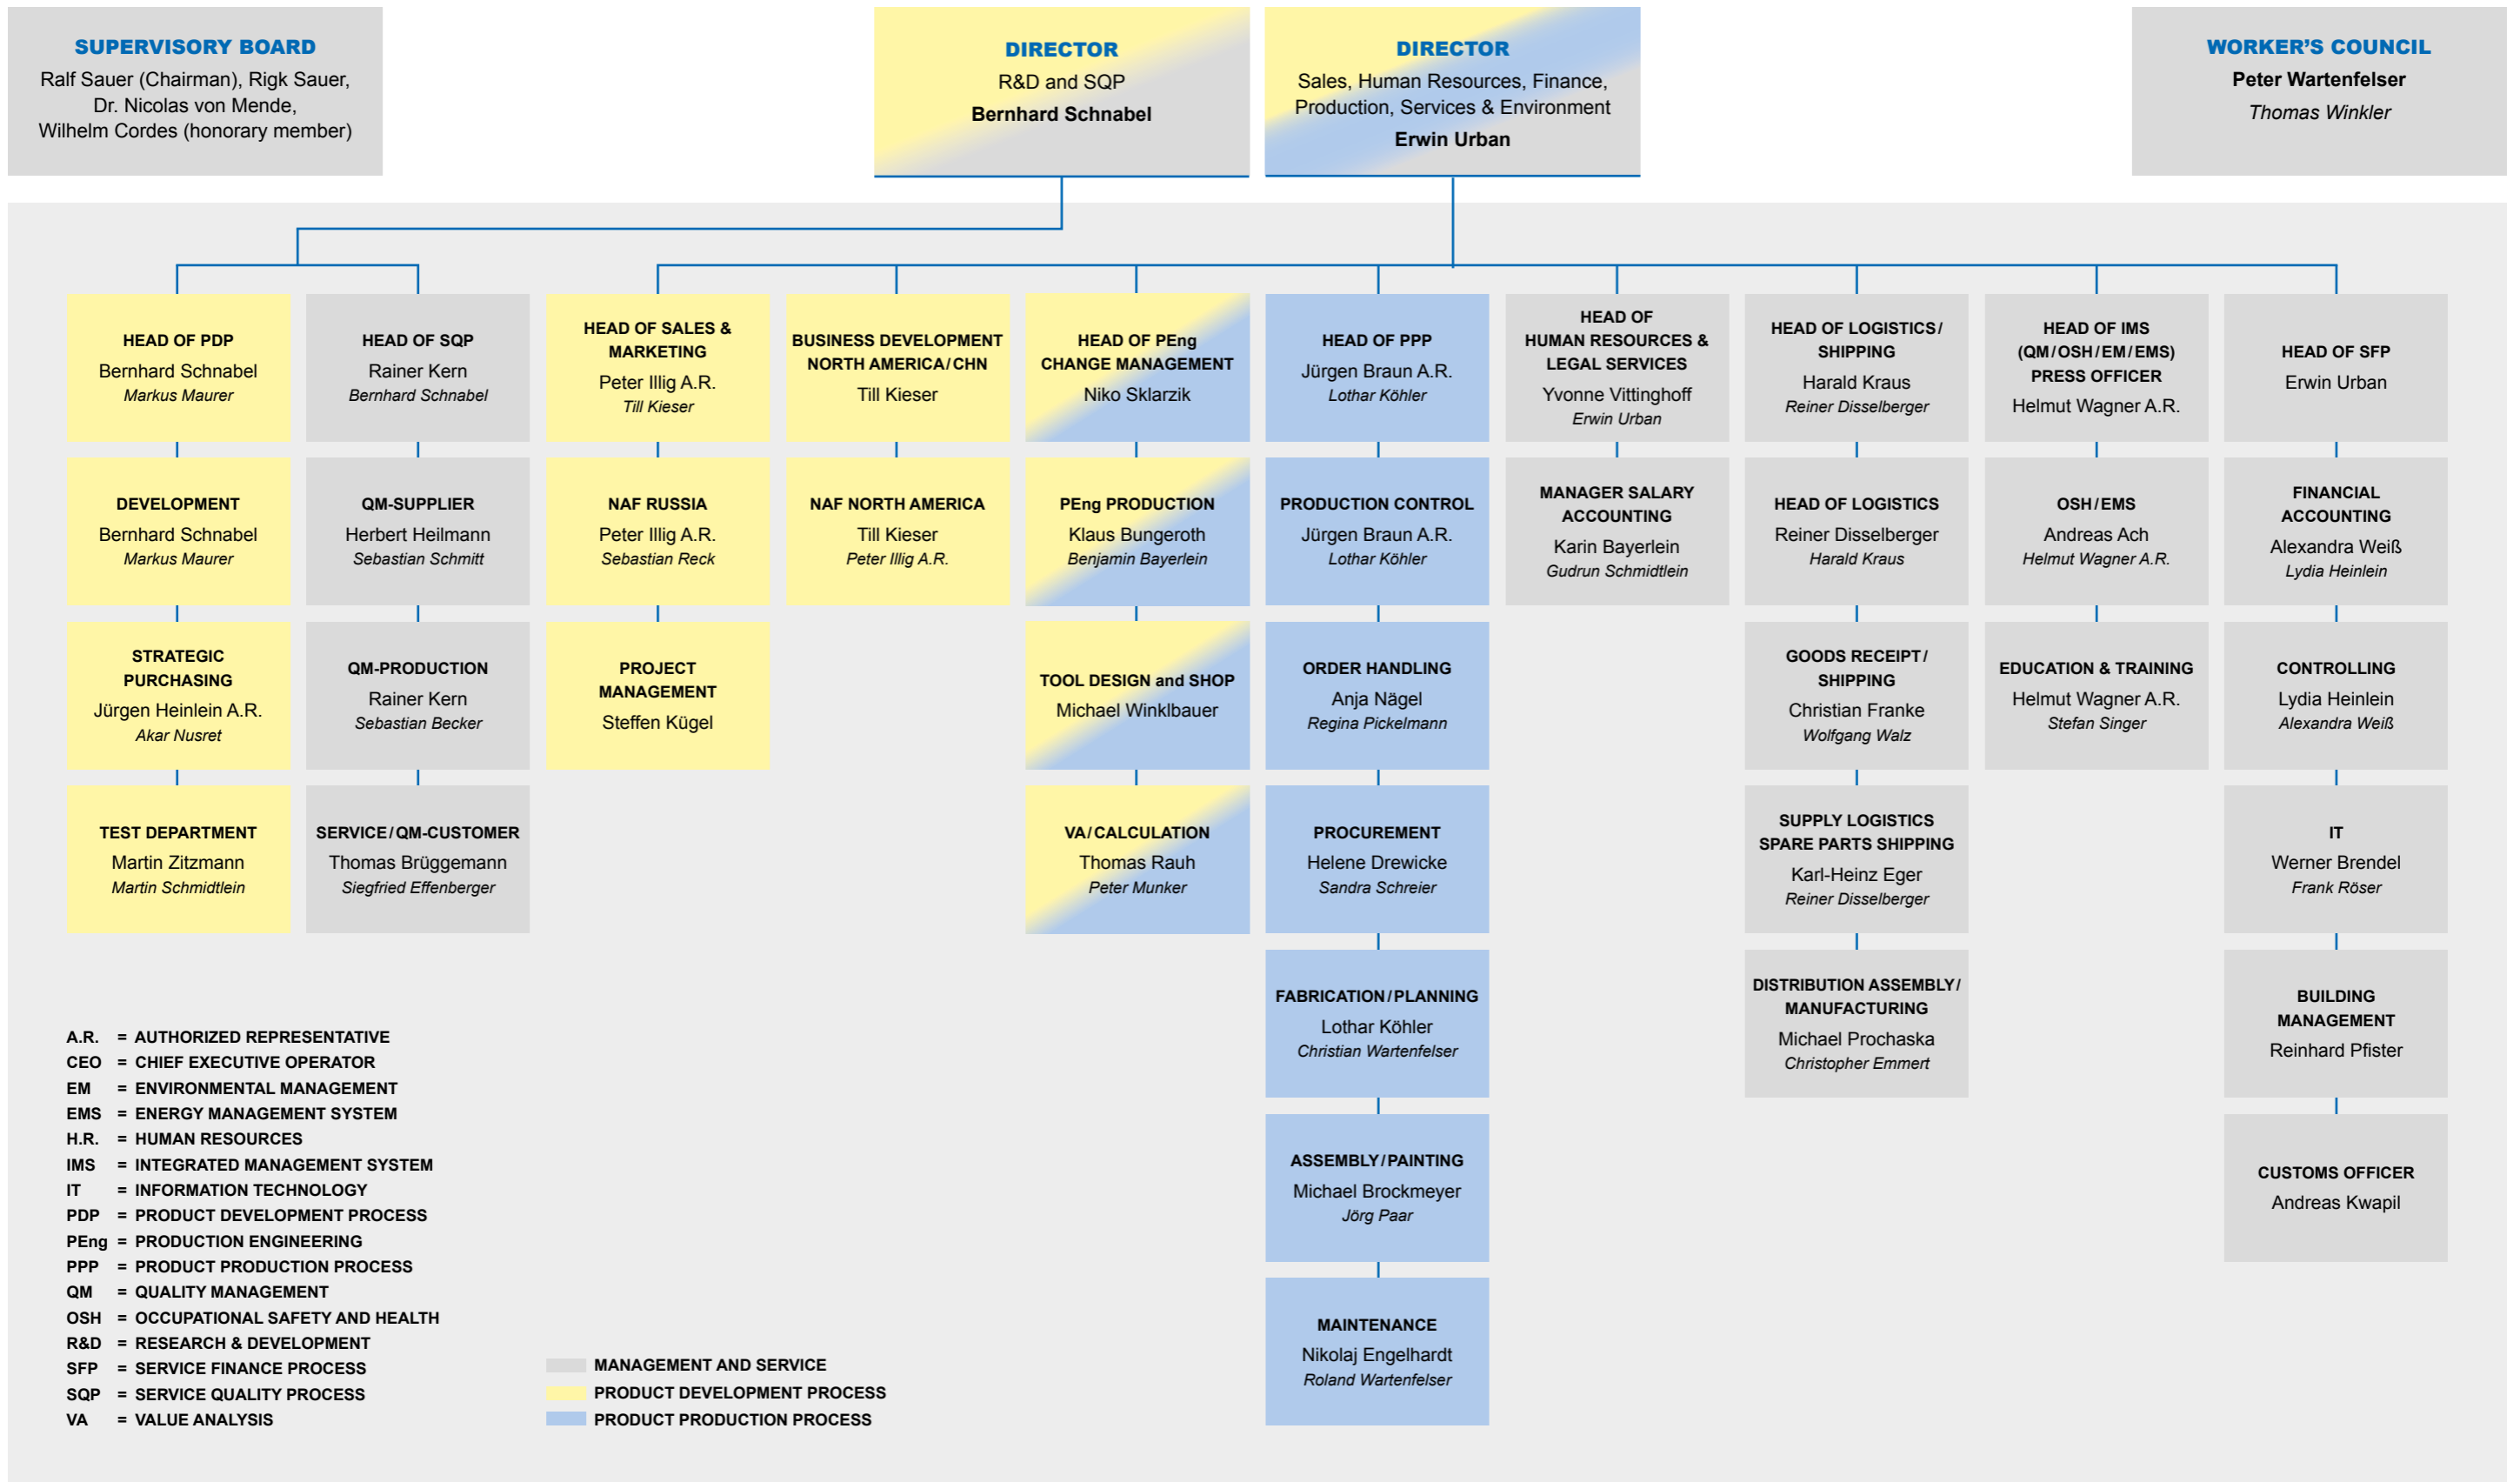 SUPERVISORY BOARD
Ralf Sauer (Chairman), Rigk Sauer,
Dr. Nicolas von Mende,
Wilhelm Cordes (honorary member)
DIRECTOR
R&D and SQP
Bernhard Schnabel
DIRECTOR
Sales, Human Resources, Finance,
Production, Services & Environment
Erwin Urban
WORKER'S COUNCIL
Peter Wartenfelser
Thomas Winkler
HEAD OF PDP
Bernhard Schnabel
Markus Maurer
HEAD OF SQP
Rainer Kern
Bernhard Schnabel
HEAD OF SALES &
MARKETING
Peter Illig A.R.
Till Kieser
BUSINESS DEVELOPMENT
NORTH AMERICA/CHN
Till Kieser
HEAD OF PEng
CHANGE MANAGEMENT
Niko Sklarzik
HEAD OF PPP
Jürgen Braun A.R.
Lothar Köhler
HEAD OF
HUMAN RESOURCES &
LEGAL SERVICES
Yvonne Vittinghoff
Erwin Urban
HEAD OF LOGISTICS/
SHIPPING
Harald Kraus
Reiner Disselberger
HEAD OF IMS
(QM/OSH/EM/EMS)
PRESS OFFICER
Helmut Wagner A.R.
HEAD OF SFP
Erwin Urban
DEVELOPMENT
Bernhard Schnabel
Markus Maurer
QM-SUPPLIER
Herbert Heilmann
Sebastian Schmitt
NAF RUSSIA
Peter Illig A.R.
Sebastian Reck
NAF NORTH AMERICA
Till Kieser
Peter Illig A.R.
PEng PRODUCTION
Klaus Bungeroth
Benjamin Bayerlein
PRODUCTION CONTROL
Jürgen Braun A.R.
Lothar Köhler
MANAGER SALARY
ACCOUNTING
Karin Bayerlein
Gudrun Schmidtlein
HEAD OF LOGISTICS
Reiner Disselberger
Harald Kraus
OSH/EMS
Andreas Ach
Helmut Wagner A.R.
FINANCIAL
ACCOUNTING
Alexandra Weiß
Lydia Heinlein
STRATEGIC
PURCHASING
Jürgen Heinlein A.R.
Akar Nusret
QM-PRODUCTION
Rainer Kern
Sebastian Becker
PROJECT
MANAGEMENT
Steffen Kügel
TOOL DESIGN and SHOP
Michael Winklbauer
ORDER HANDLING
Anja Nägel
Regina Pickelmann
GOODS RECEIPT/
SHIPPING
Christian Franke
Wolfgang Walz
EDUCATION & TRAINING
Helmut Wagner A.R.
Stefan Singer
CONTROLLING
Lydia Heinlein
Alexandra Weiß
TEST DEPARTMENT
Martin Zitzmann
Martin Schmidtlein
SERVICE/QM-CUSTOMER
Thomas Brüggemann
Siegfried Effenberger
VA/CALCULATION
Thomas Rauh
Peter Munker
PROCUREMENT
Helene Drewicke
Sandra Schreier
SUPPLY LOGISTICS
SPARE PARTS SHIPPING
Karl-Heinz Eger
Reiner Disselberger
IT
Werner Brendel
Frank Röser
FABRICATION/PLANNING
Lothar Köhler
Christian Wartenfelser
DISTRIBUTION ASSEMBLY/
MANUFACTURING
Michael Prochaska
Christopher Emmert
BUILDING
MANAGEMENT
Reinhard Pfister
ASSEMBLY/PAINTING
Michael Brockmeyer
Jörg Paar
CUSTOMS OFFICER
Andreas Kwapil
MAINTENANCE
Nikolaj Engelhardt
Roland Wartenfelser
A.R. = AUTHORIZED REPRESENTATIVE
CEO = CHIEF EXECUTIVE OPERATOR
EM = ENVIRONMENTAL MANAGEMENT
EMS = ENERGY MANAGEMENT SYSTEM
H.R. = HUMAN RESOURCES
IMS = INTEGRATED MANAGEMENT SYSTEM
IT = INFORMATION TECHNOLOGY
PDP = PRODUCT DEVELOPMENT PROCESS
PEng = PRODUCTION ENGINEERING
PPP = PRODUCT PRODUCTION PROCESS
QM = QUALITY MANAGEMENT
OSH = OCCUPATIONAL SAFETY AND HEALTH
R&D = RESEARCH & DEVELOPMENT
SFP = SERVICE FINANCE PROCESS
SQP = SERVICE QUALITY PROCESS
VA = VALUE ANALYSIS
MANAGEMENT AND SERVICE
PRODUCT DEVELOPMENT PROCESS
PRODUCT PRODUCTION PROCESS